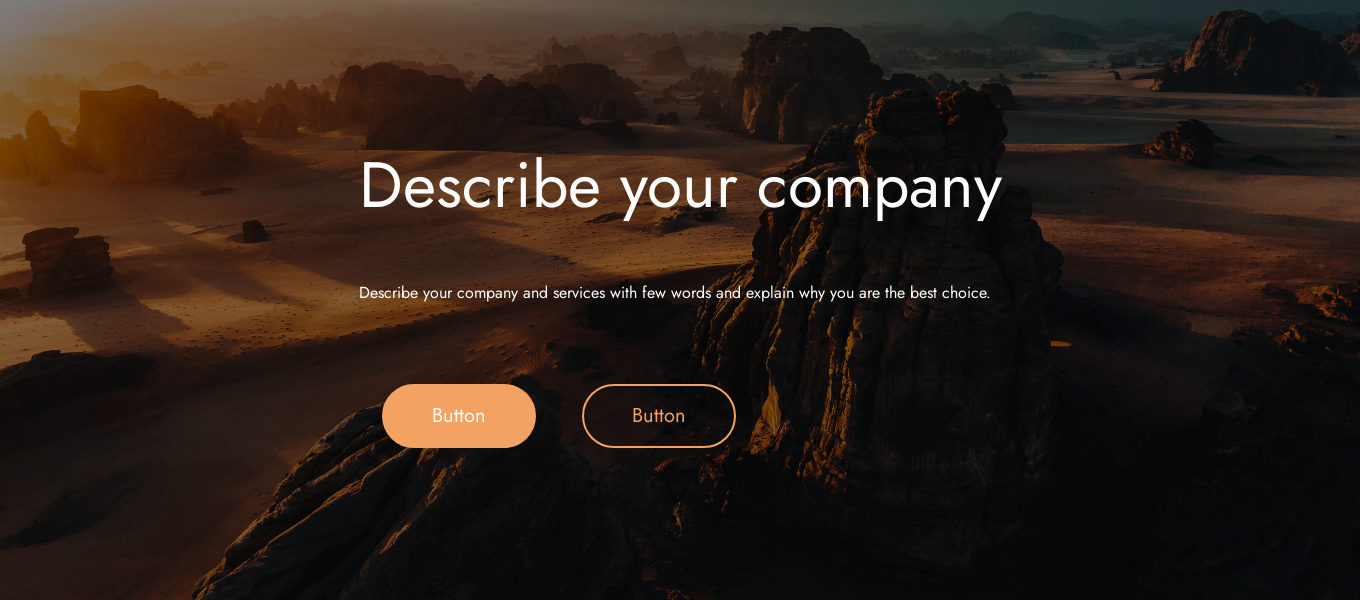 Describe your company
Describe your company and services with few words and explain why you are the best choice.
Button
Button